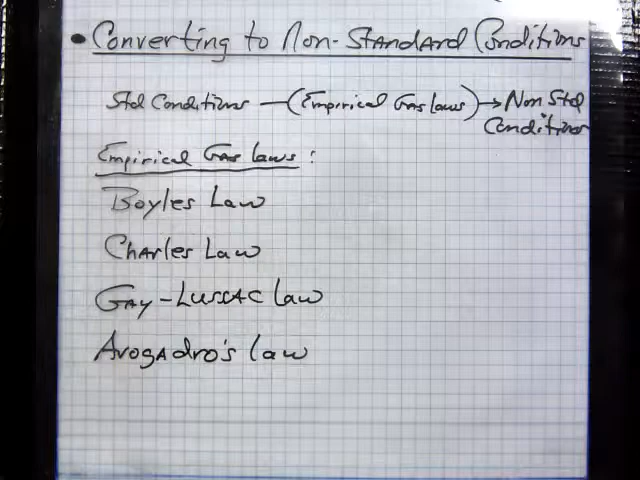 • Converting to Non-Standard Conditions
Std Conditions —(Empirical Gas laws)→ Non Std
Conditions
Empirical Gas laws :
Boyles Law
Charles Law
Gay-Lussac law
Avogadro's law